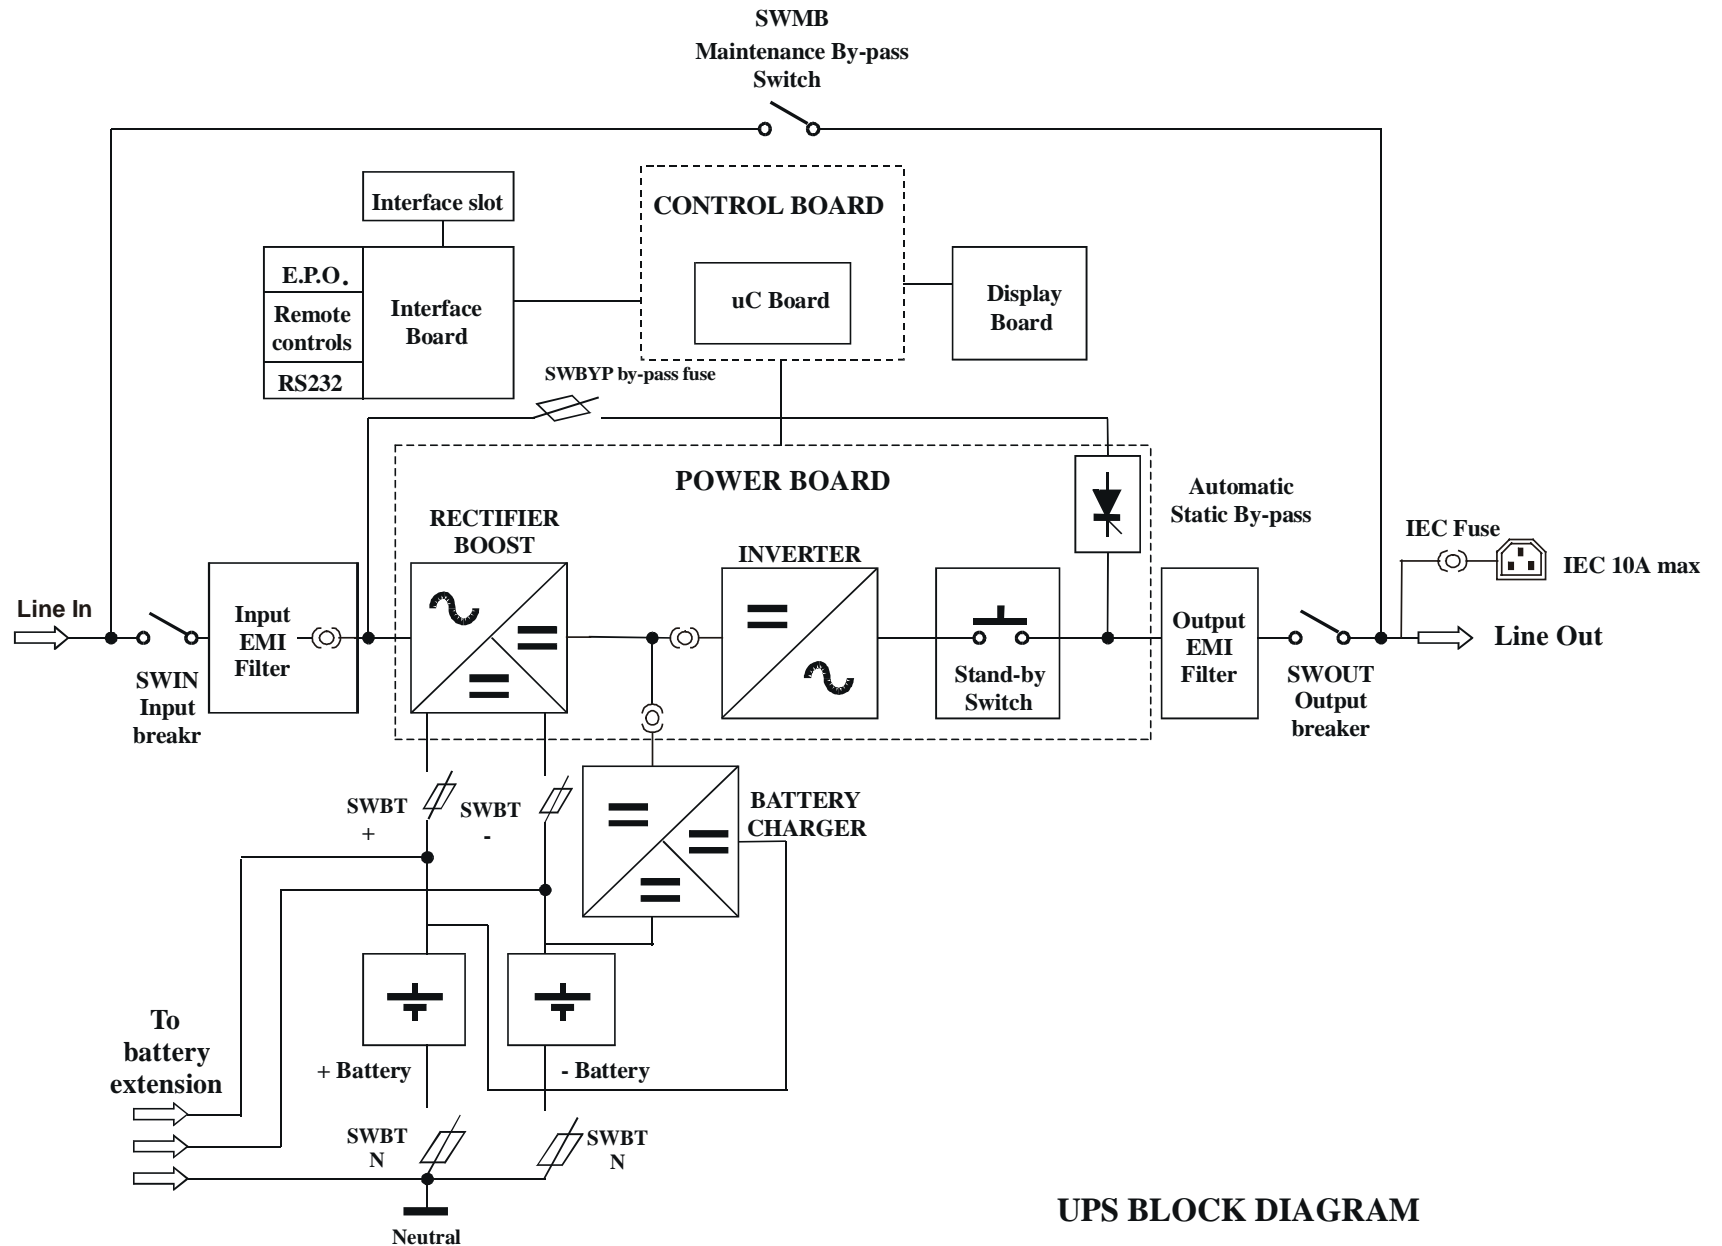 SWMB
Maintenance By-pass
Switch
Interface slot
CONTROL BOARD
E.P.O.
Remote
controls
RS232
Interface
Board
uC Board
Display
Board
SWBYP by-pass fuse
POWER BOARD
Automatic
Static By-pass
RECTIFIER
BOOST
INVERTER
IEC Fuse
IEC 10A max
Line In
Input
EMI
Filter
SWIN
Input
breakr
Stand-by
Switch
Output
EMI
Filter
SWOUT
Output
breaker
Line Out
SWBT
+
SWBT
-
BATTERY
CHARGER
To
battery
extension
+ Battery
- Battery
SWBT
N
SWBT
N
Neutral
UPS BLOCK DIAGRAM